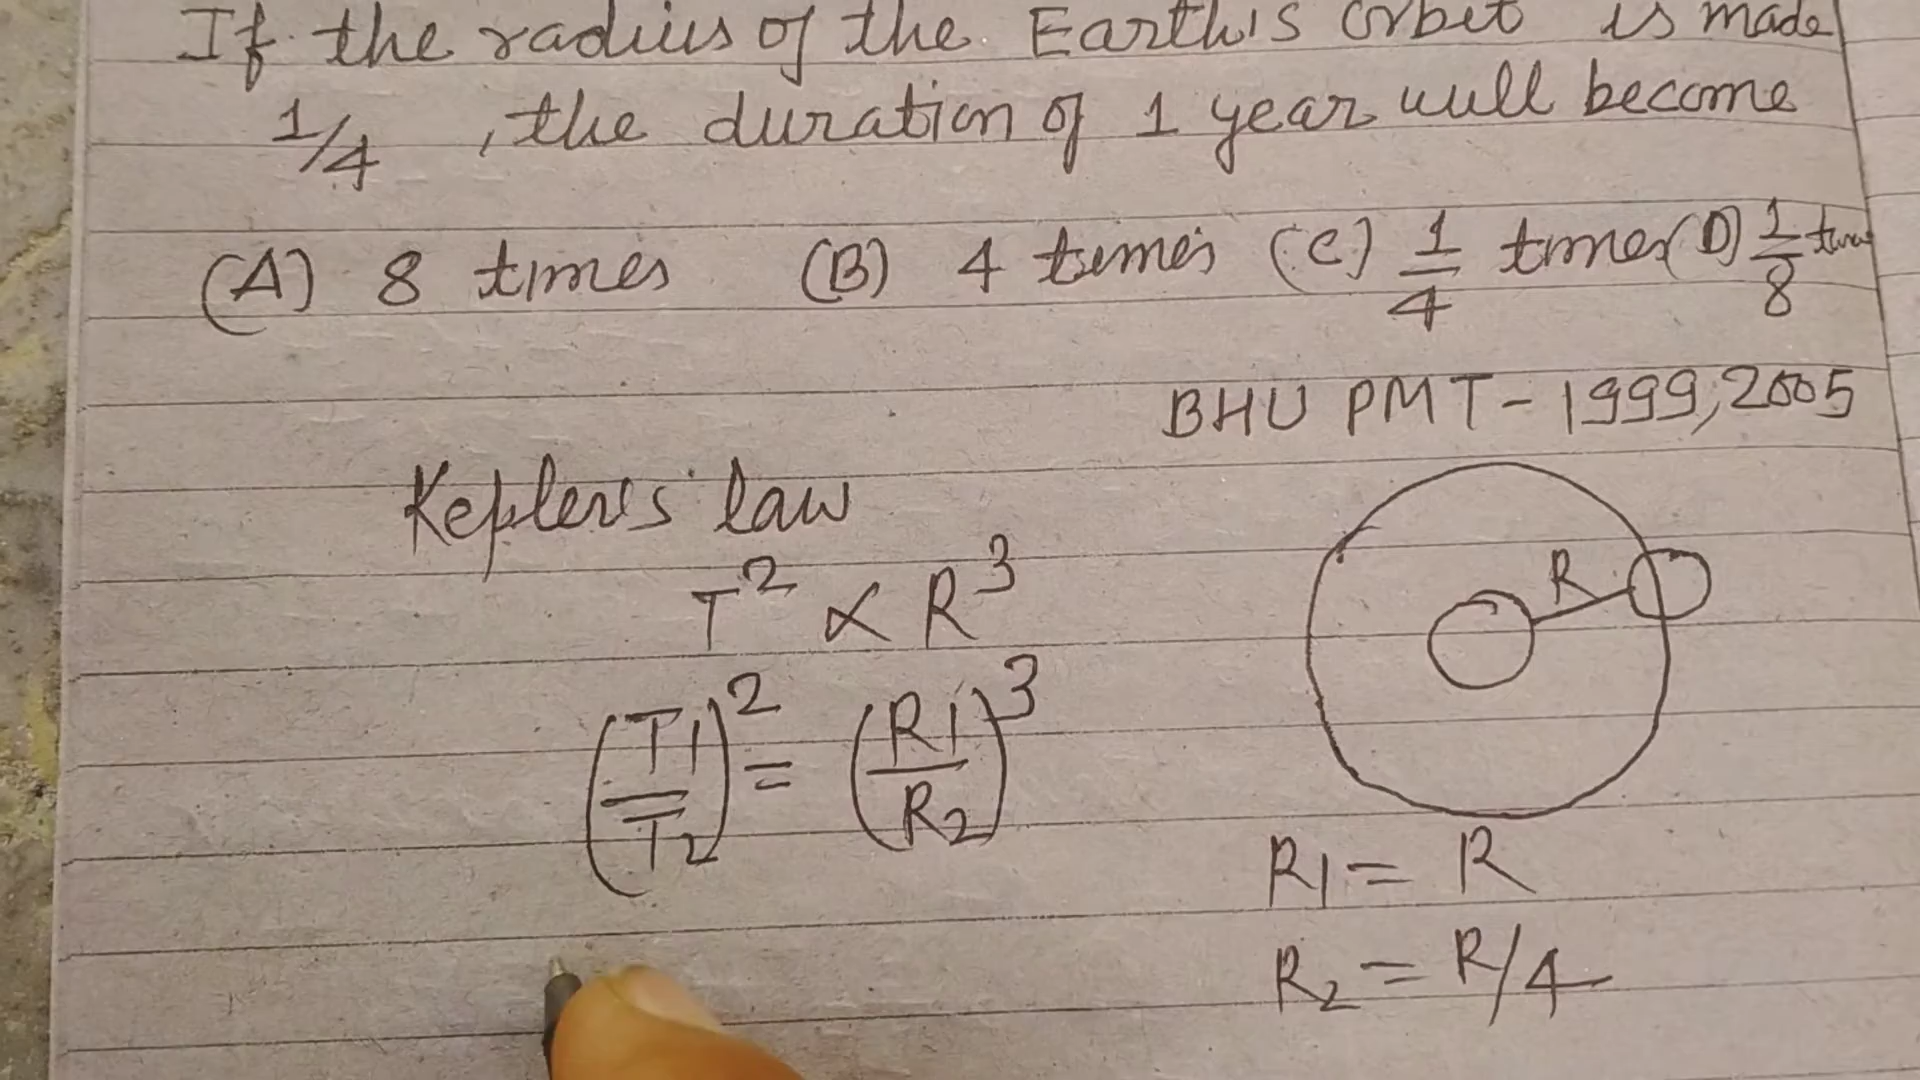 If the radius of the Earth's orbit is made
1/4 , the duration of 1 year will become
(A) 8 times (B) 4 times (C) 1/4 times (D) 1/8 times
BHU PMT - 1999, 2005
Kepler's law
T² ∝ R³
(T1/T2)² = (R1/R2)³
R
R1 = R
R2 = R/4